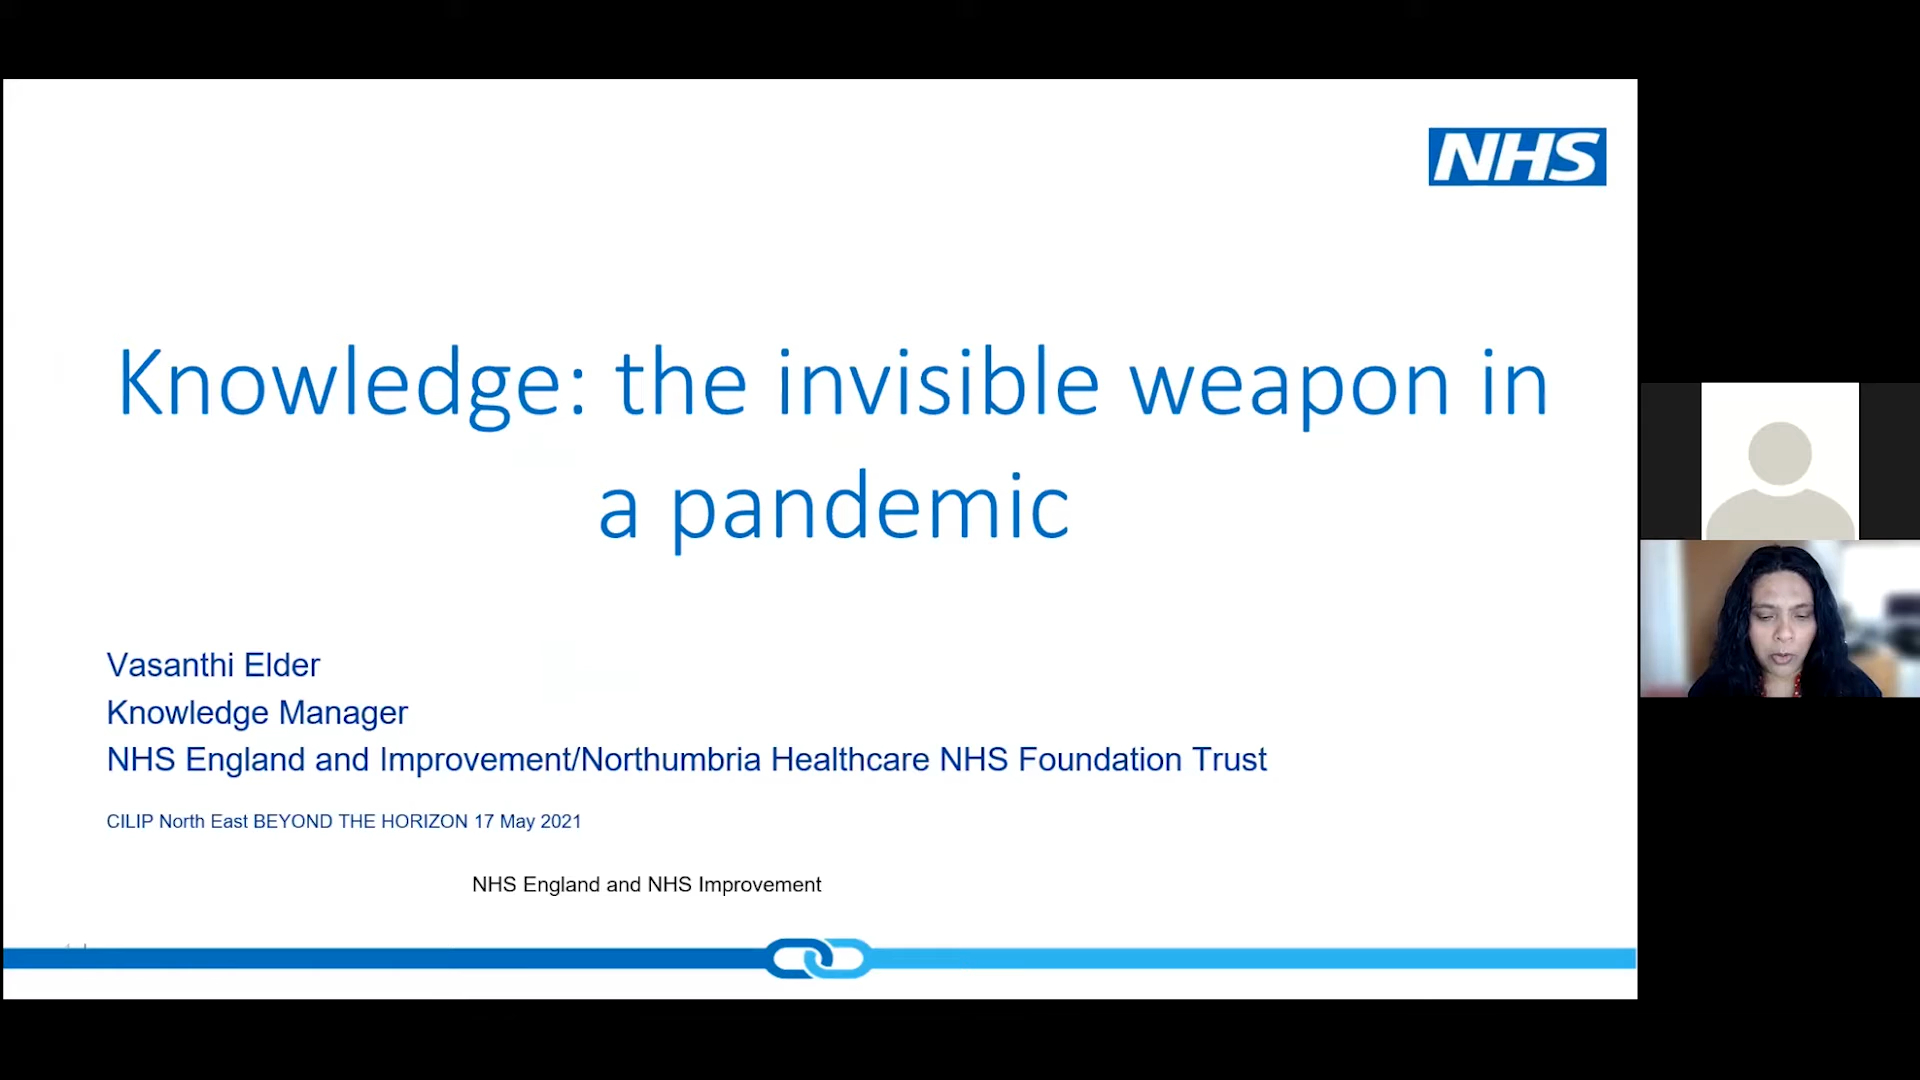 NHS
Knowledge: the invisible weapon in
a pandemic
Vasanthi Elder
Knowledge Manager
NHS England and Improvement/Northumbria Healthcare NHS Foundation Trust
CILIP North East BEYOND THE HORIZON 17 May 2021
NHS England and NHS Improvement